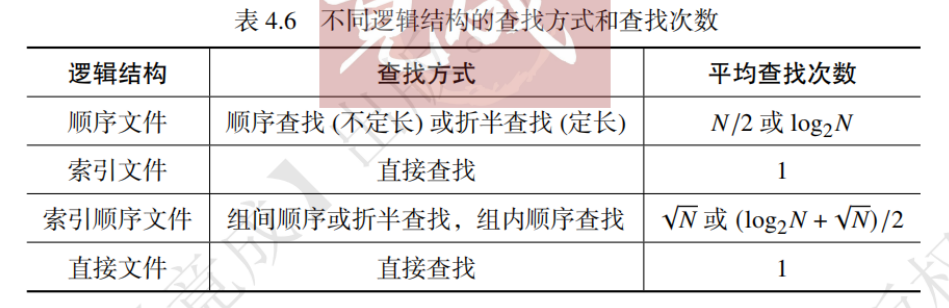 表 4.6 不同逻辑结构的查找方式和查找次数
逻辑结构 查找方式 平均查找次数
顺序文件 顺序查找 (不定长) 或折半查找 (定长) N/2 或 log₂N
索引文件 直接查找 1
索引顺序文件 组间顺序或折半查找，组内顺序查找 √N 或 (log₂N + √N)/2
直接文件 直接查找 1